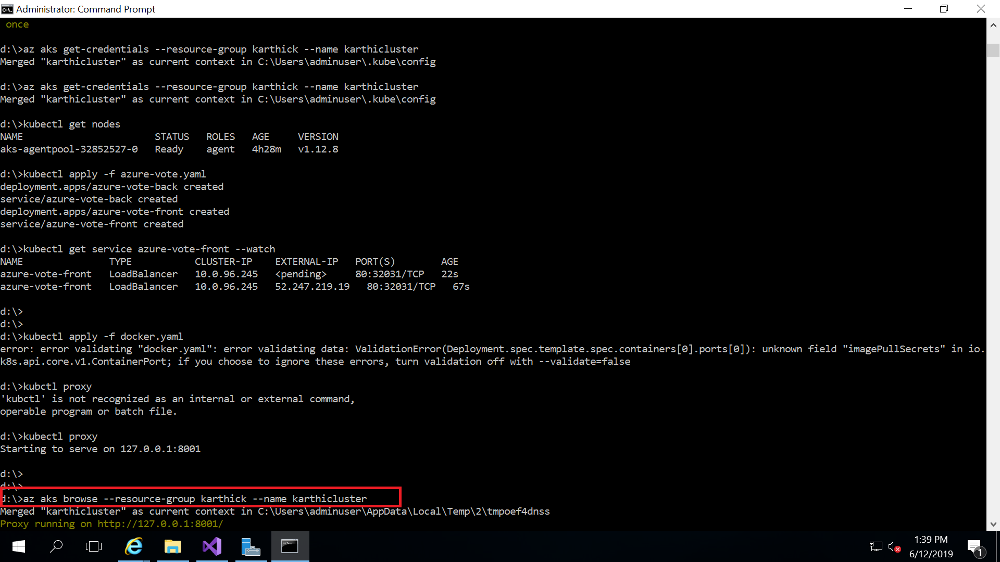 Administrator: Command Prompt
once
d:\>az aks get-credentials --resource-group karthick --name karthicluster
Merged "karthicluster" as current context in C:\Users\adminuser\.kube\config
d:\>az aks get-credentials --resource-group karthick --name karthicluster
Merged "karthicluster" as current context in C:\Users\adminuser\.kube\config
d:\>kubectl get nodes
NAME STATUS ROLES AGE VERSION
aks-agentpool-32852527-0 Ready agent 4h28m v1.12.8
d:\>kubectl apply -f azure-vote.yaml
deployment.apps/azure-vote-back created
service/azure-vote-back created
deployment.apps/azure-vote-front created
service/azure-vote-front created
d:\>kubectl get service azure-vote-front --watch
NAME TYPE CLUSTER-IP EXTERNAL-IP PORT(S) AGE
azure-vote-front LoadBalancer 10.0.96.245 <pending> 80:32031/TCP 22s
azure-vote-front LoadBalancer 10.0.96.245 52.247.219.19 80:32031/TCP 67s
d:\>
d:\>
d:\>kubectl apply -f docker.yaml
error: error validating "docker.yaml": error validating data: ValidationError(Deployment.spec.template.spec.containers[0].ports[0]): unknown field "imagePullSecrets" in io.
k8s.api.core.v1.ContainerPort; if you choose to ignore these errors, turn validation off with --validate=false
d:\>kubctl proxy
'kubctl' is not recognized as an internal or external command,
operable program or batch file.
d:\>kubectl proxy
Starting to serve on 127.0.0.1:8001
d:\>
d:\>
d:\>az aks browse --resource-group karthick --name karthicluster
Merged "karthicluster" as current context in C:\Users\adminuser\AppData\Local\Temp\2\tmpoef4dnss
Proxy running on http://127.0.0.1:8001/
1:39 PM
6/12/2019
1